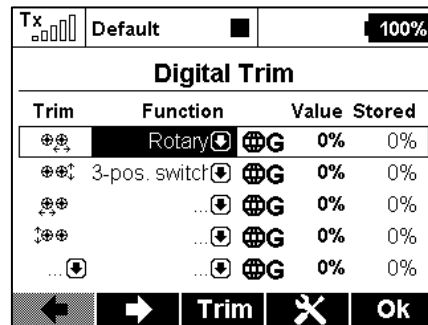 Tx Default 100%
Digital Trim
Trim Function Value Stored
Rotary G 0% 0%
3-pos. switch G 0% 0%
... G 0% 0%
... G 0% 0%
... ... G 0% 0%
Trim Ok